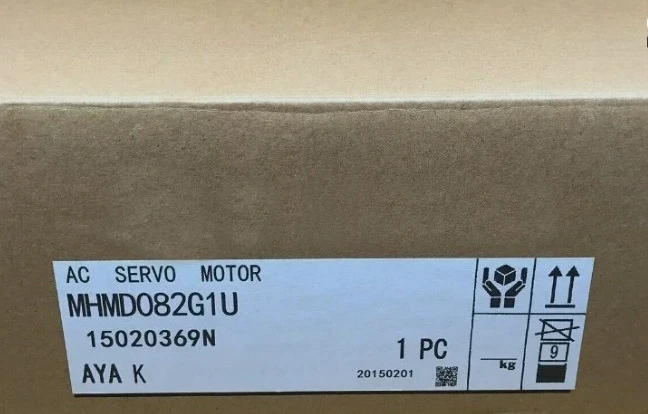 AC SERVO MOTOR
MHMD082G1U
15020369N
1 PC
AYA K
20150201
kg
9